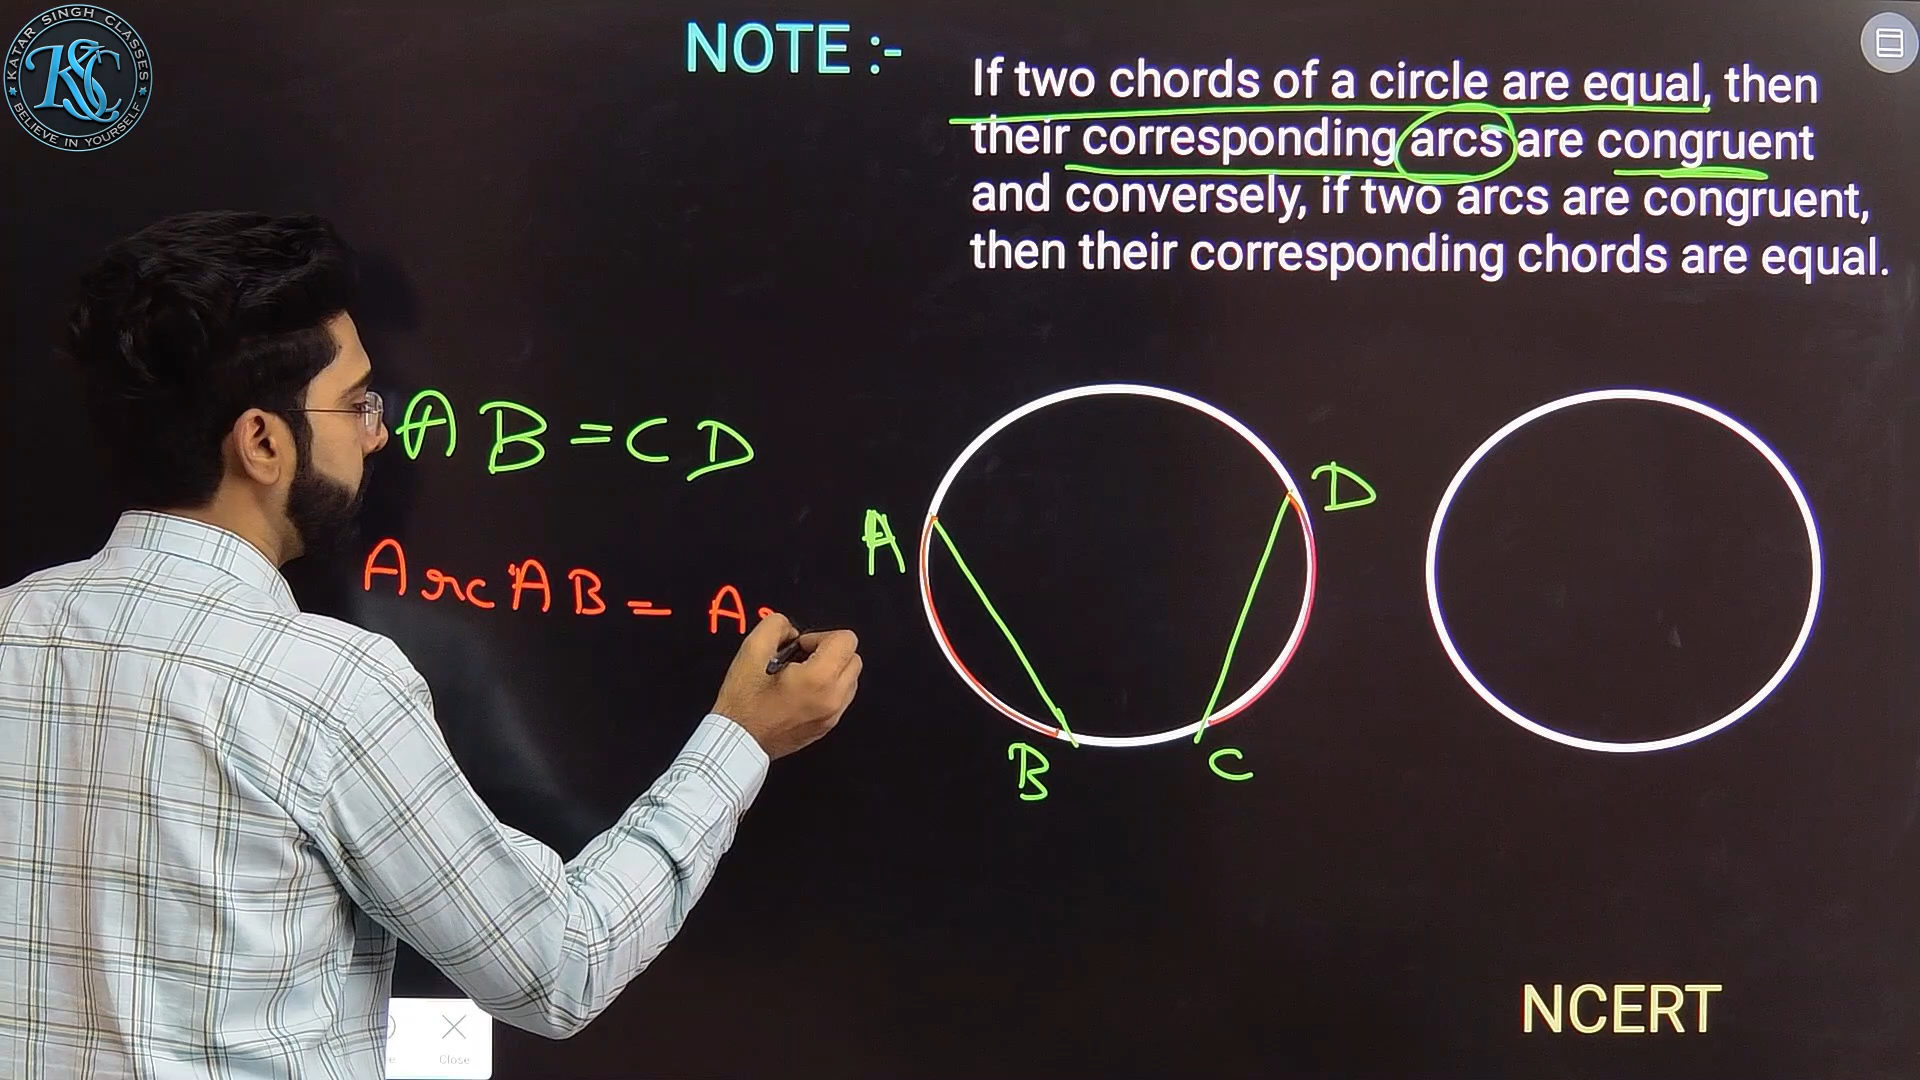 KATAR SINGH CLASSES
KSC
BELIEVE IN YOURSELF
NOTE :-
If two chords of a circle are equal, then
their corresponding arcs are congruent
and conversely, if two arcs are congruent,
then their corresponding chords are equal.
AB=CD
Arc AB = A
A
D
B
C
NCERT
Close